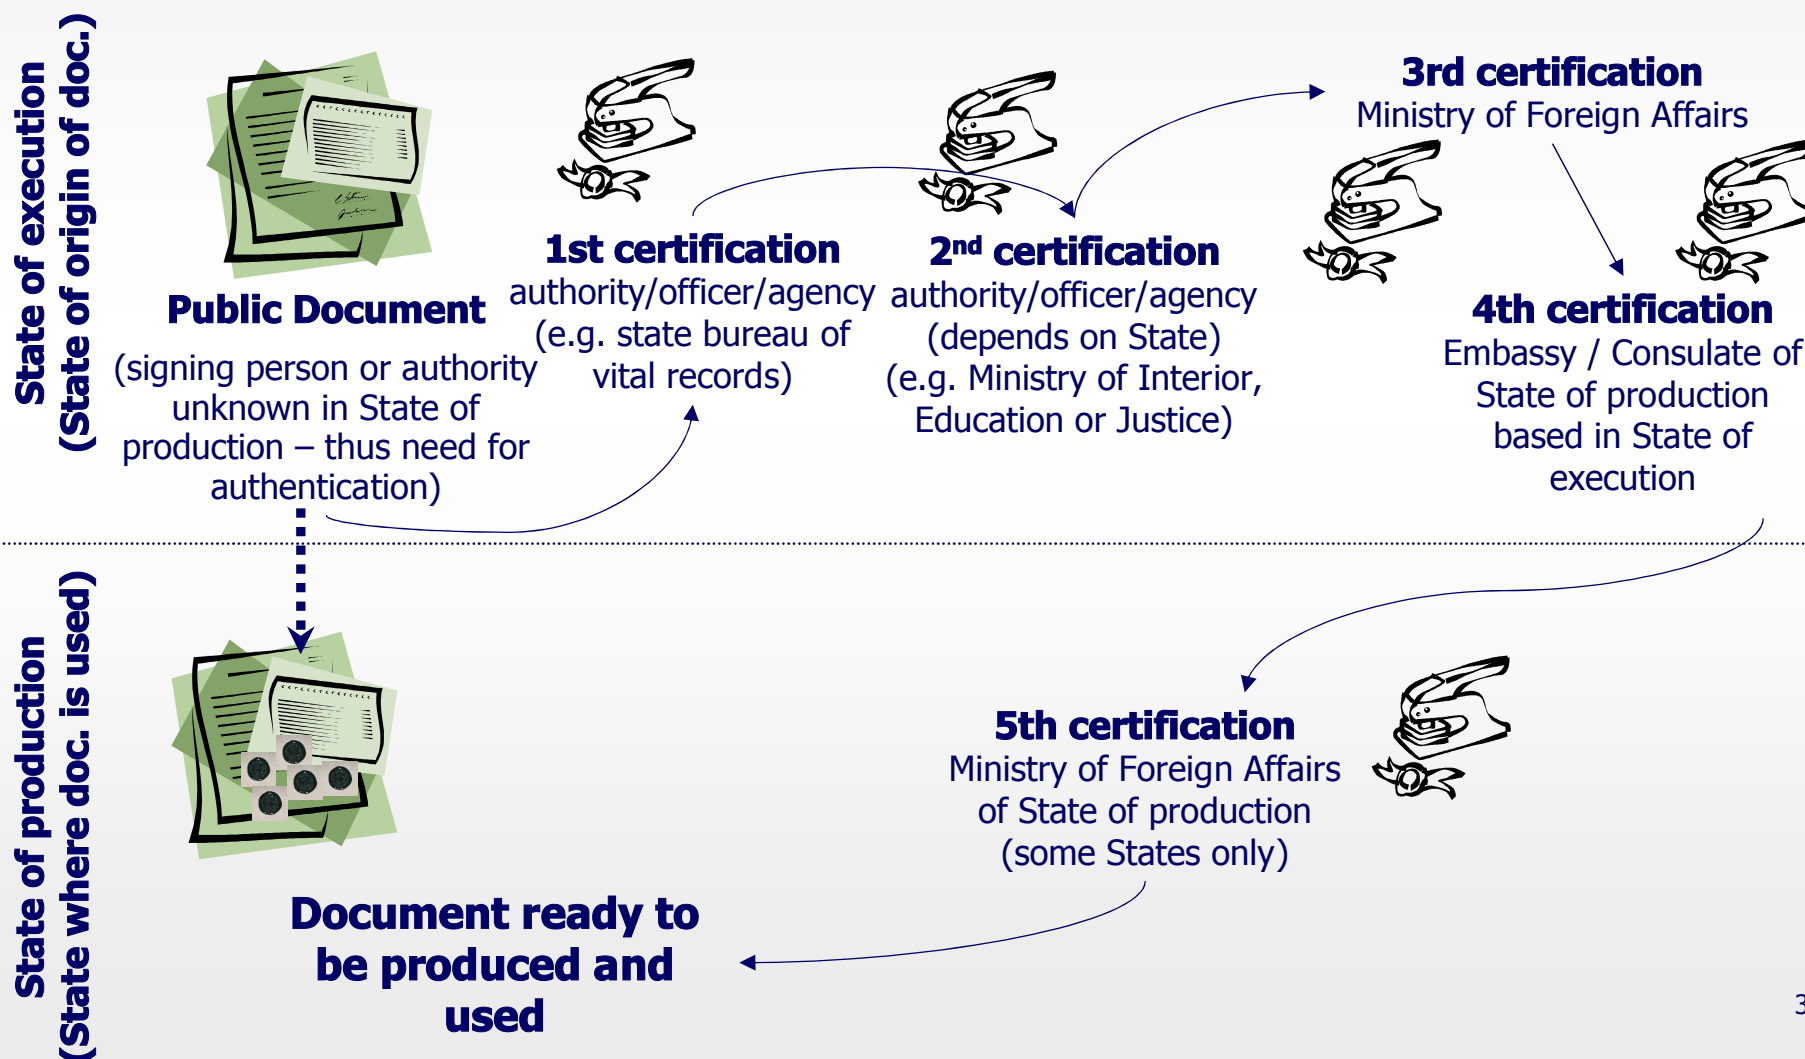 State of execution
(State of origin of doc.)
Public Document
(signing person or authority
unknown in State of
production – thus need for
authentication)
1st certification
authority/officer/agency
(e.g. state bureau of
vital records)
2nd certification
authority/officer/agency
(depends on State)
(e.g. Ministry of Interior,
Education or Justice)
3rd certification
Ministry of Foreign Affairs
4th certification
Embassy / Consulate of
State of production
based in State of
execution
State of production
(State where doc. is used)
5th certification
Ministry of Foreign Affairs
of State of production
(some States only)
Document ready to
be produced and
used
3